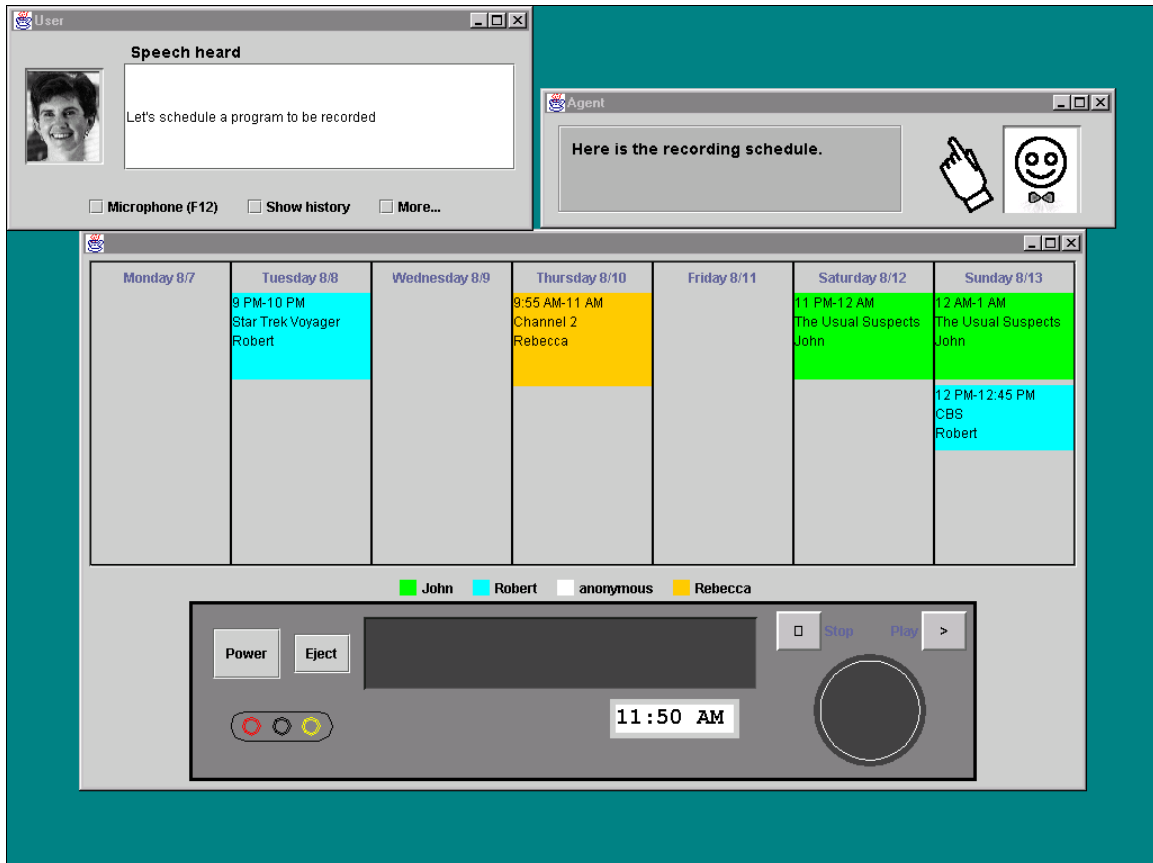 User
Speech heard
Let's schedule a program to be recorded
Microphone (F12) Show history More...
Agent
Here is the recording schedule.
Monday 8/7 Tuesday 8/8 Wednesday 8/9 Thursday 8/10 Friday 8/11 Saturday 8/12 Sunday 8/13
9 PM-10 PM
Star Trek Voyager
Robert
9:55 AM-11 AM
Channel 2
Rebecca
11 PM-12 AM
The Usual Suspects
John
12 AM-1 AM
The Usual Suspects
John
12 PM-12:45 PM
CBS
Robert
John Robert anonymous Rebecca
Power Eject Stop Play >
11:50 AM